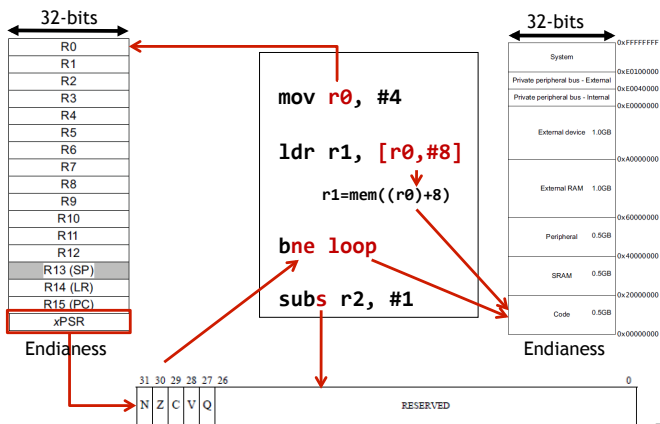 32-bits
R0
R1
R2
R3
R4
R5
R6
R7
R8
R9
R10
R11
R12
R13 (SP)
R14 (LR)
R15 (PC)
xPSR
Endianess
mov r0, #4
ldr r1, [r0,#8]
r1=mem((r0)+8)
bne loop
subs r2, #1
32-bits
0xFFFFFFFF
System
0xE0100000
Private peripheral bus - External
0xE0040000
Private peripheral bus - Internal
0xE0000000
External device 1.0GB
0xA0000000
External RAM 1.0GB
0x60000000
Peripheral 0.5GB
0x40000000
SRAM 0.5GB
0x20000000
Code 0.5GB
0x00000000
Endianess
31 30 29 28 27 26 0
N Z C V Q RESERVED